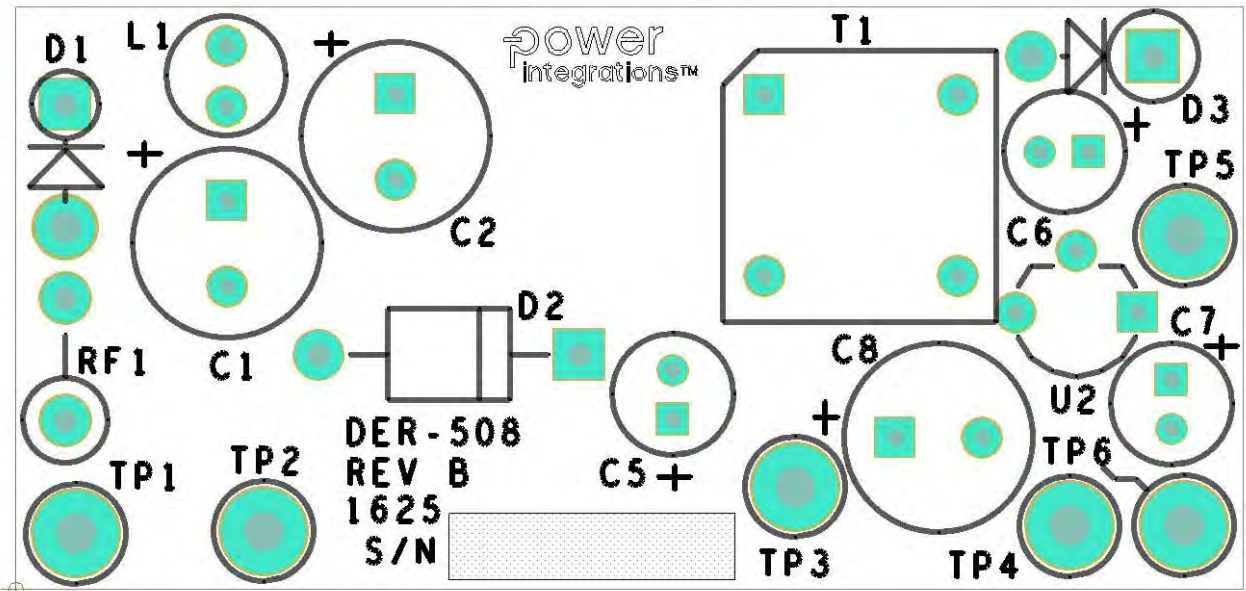 D1
L1
+
power
integrations™
T1
D3
+
+
TP5
C2
C6
D2
C7
+
RF1
C1
C8
U2
DER-508
REV B
1625
S/N
+
TP1
TP2
C5 +
TP6
TP3
TP4